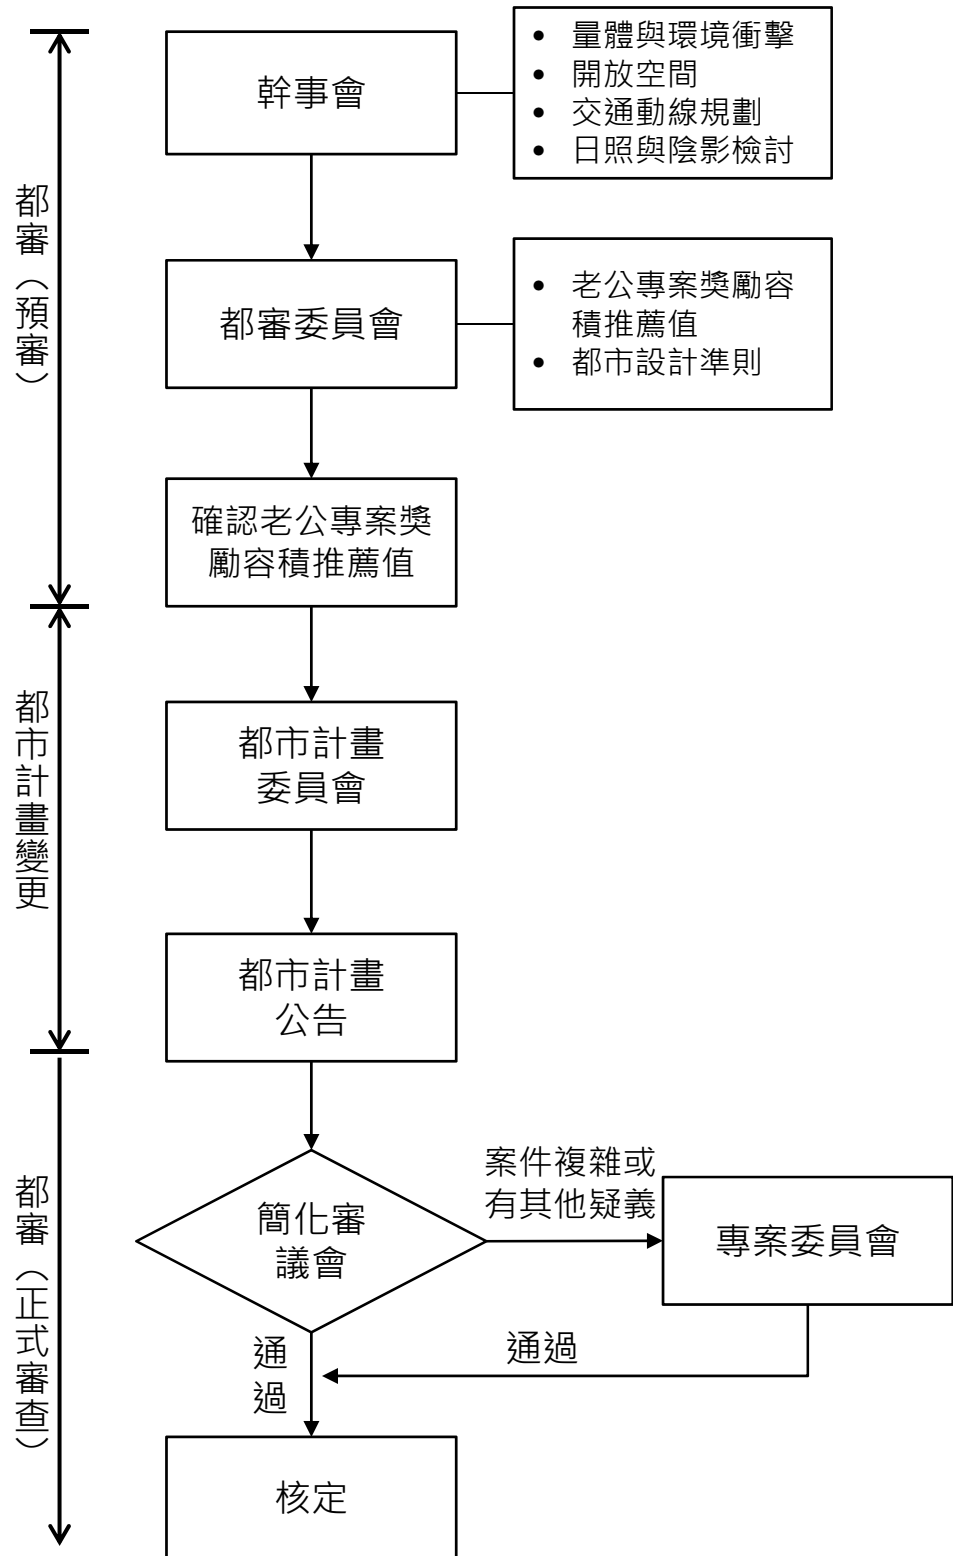 幹事會
• 量體與環境衝擊
• 開放空間
• 交通動線規劃
• 日照與陰影檢討
都審（預審）
都審委員會
• 老公專案獎勵容
積推薦值
• 都市設計準則
確認老公專案獎
勵容積推薦值
都市計畫變更
都市計畫
委員會
都市計畫
公告
都審（正式審查）
簡化審
議會
案件複雜或
有其他疑義
專案委員會
通過
通過
核定